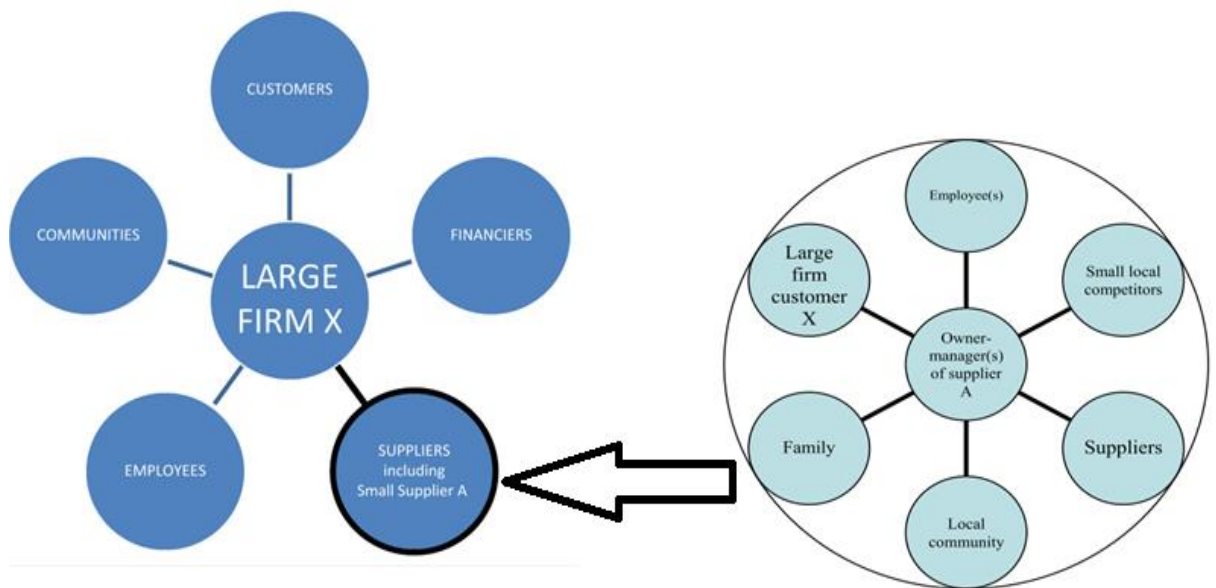 CUSTOMERS
COMMUNITIES
FINANCIERS
LARGE
FIRM X
EMPLOYEES
SUPPLIERS
including
Small Supplier A
Employee(s)
Large
firm
customer
X
Small local
competitors
Owner-
manager(s)
of supplier
A
Family
Suppliers
Local
community